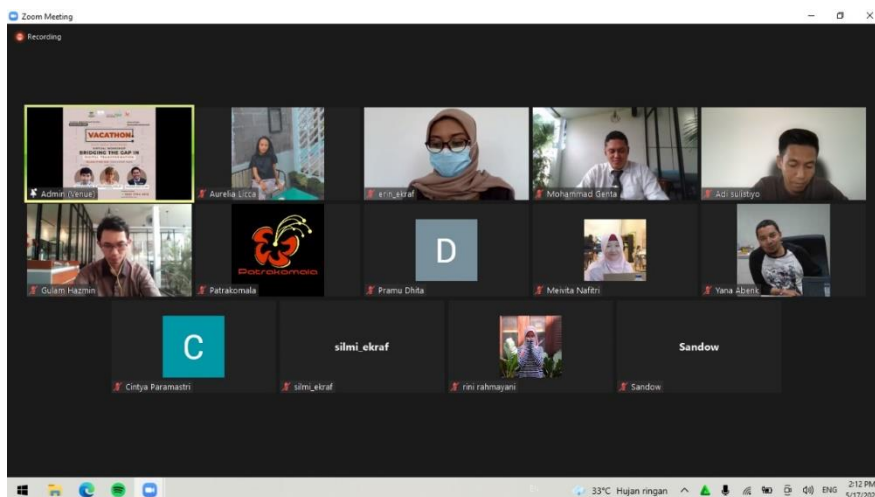 Zoom Meeting
Recording
VACATHON.
BRIDGING THE GAP IN
Admin (Venue)
Aurelia Licca
erin_ekraf
Mohammad Genta
Adi sulistiyo
Gulam Hazmin
Patrakomala
Patrakomala
D
Pramu Dhita
Meivita Nafitri
Yana Abenk
C
Cintya Paramastri
silmi_ekraf
silmi_ekraf
rini rahmayani
Sandow
Sandow
33°C Hujan ringan
ENG
2:12 PM